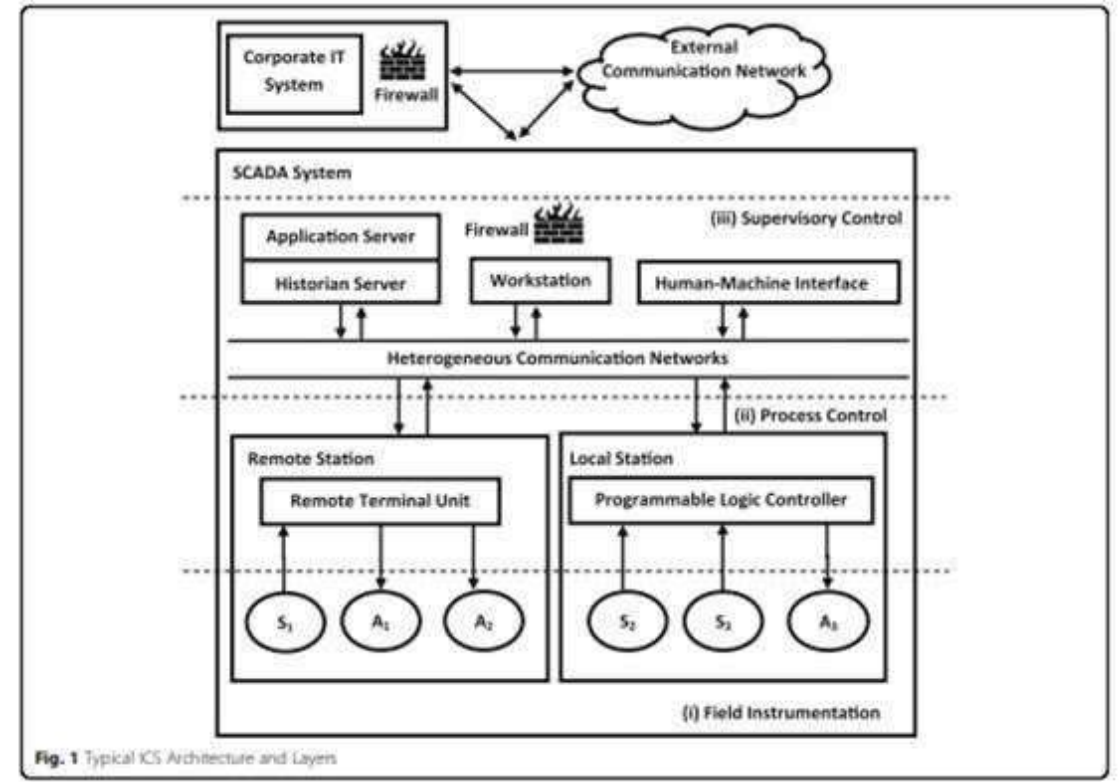 Corporate IT
System
Firewall
External
Communication Network
SCADA System
(iii) Supervisory Control
Application Server
Historian Server
Firewall
Workstation
Human-Machine Interface
Heterogeneous Communication Networks
(ii) Process Control
Remote Station
Remote Terminal Unit
Local Station
Programmable Logic Controller
S₁
A₁
A₂
S₂
S₃
A₃
(i) Field Instrumentation
Fig. 1 Typical ICS Architecture and Layers